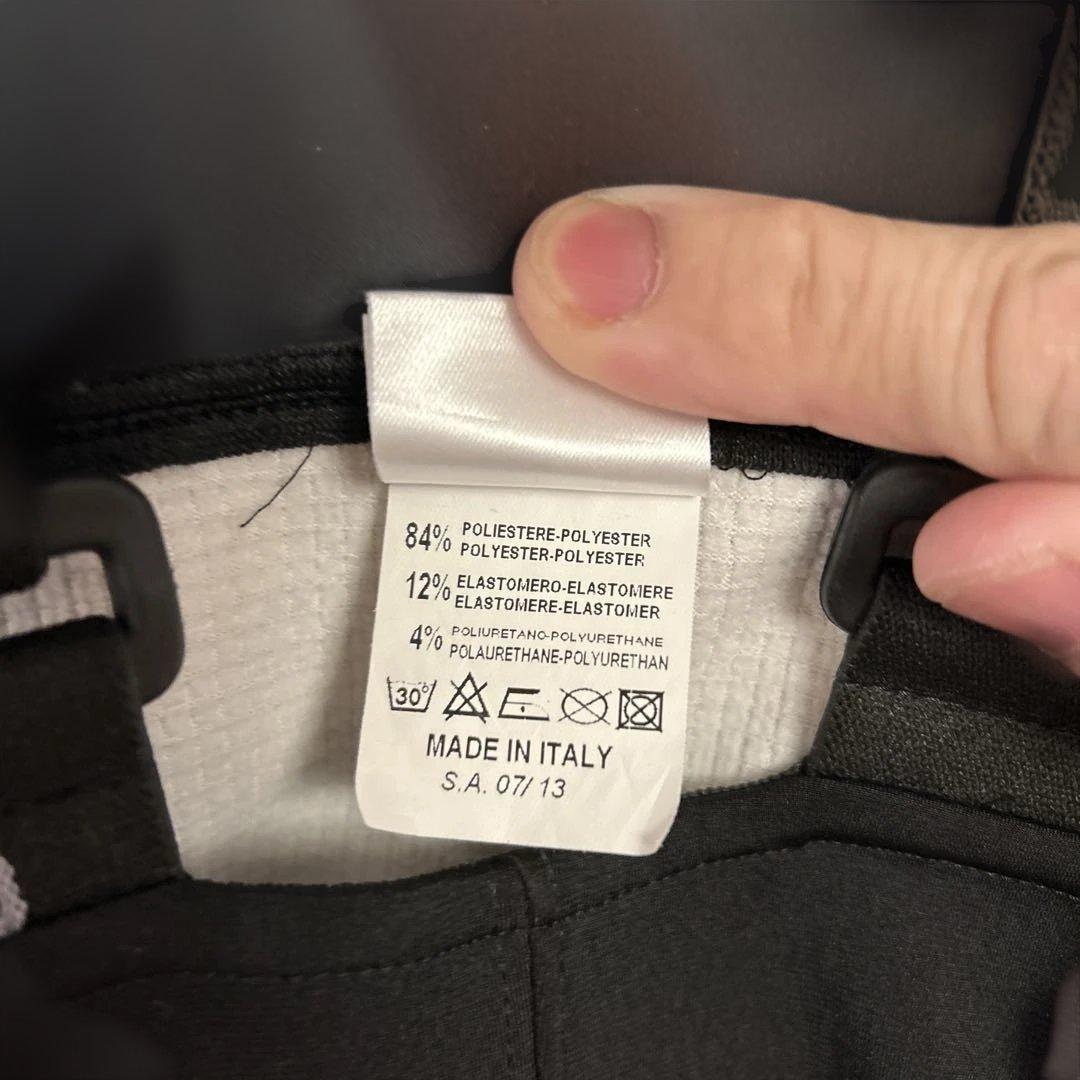 84% POLIESTERE-POLYESTER
POLYESTER-POLYESTER
12% ELASTOMERO-ELASTOMERE
ELASTOMERE-ELASTOMER
4% POLIURETANO-POLYURETHANE
POLAURETHANE-POLYURETHAN
30°
MADE IN ITALY
S.A. 07/13